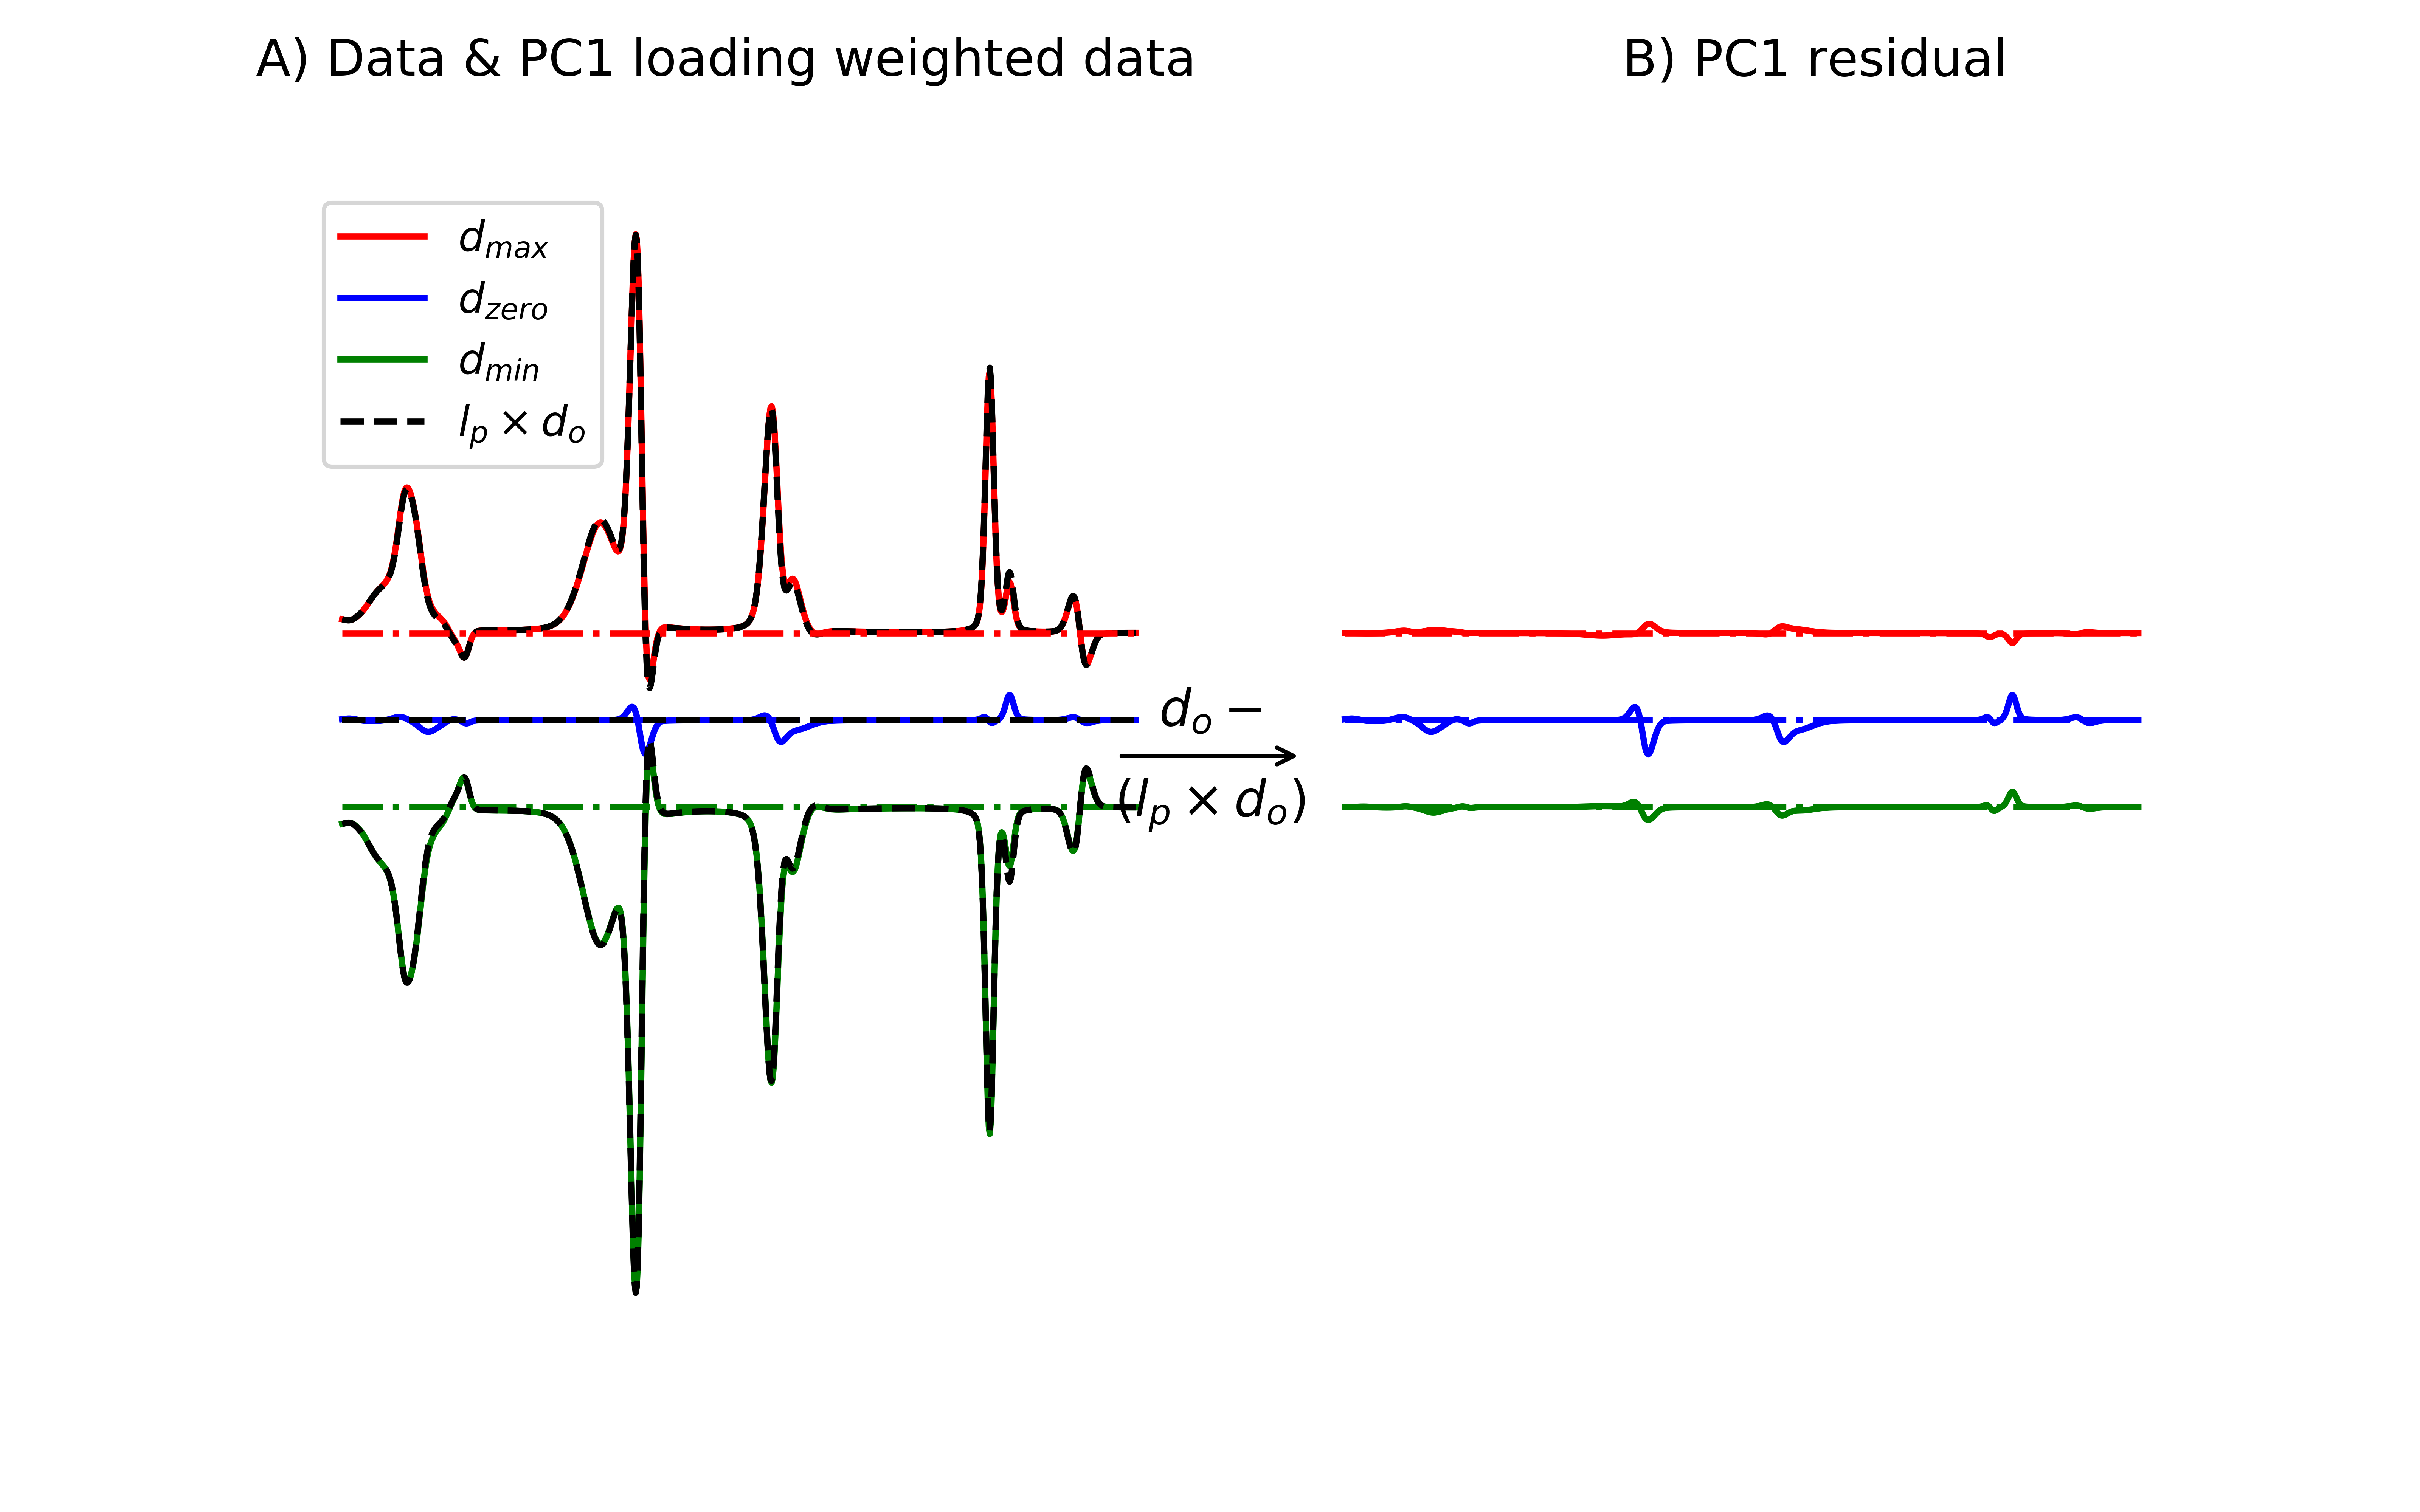 A) Data & PC1 loading weighted data
B) PC1 residual
d_max
d_zero
d_min
l_p × d_o
d_o −
(l_p × d_o)